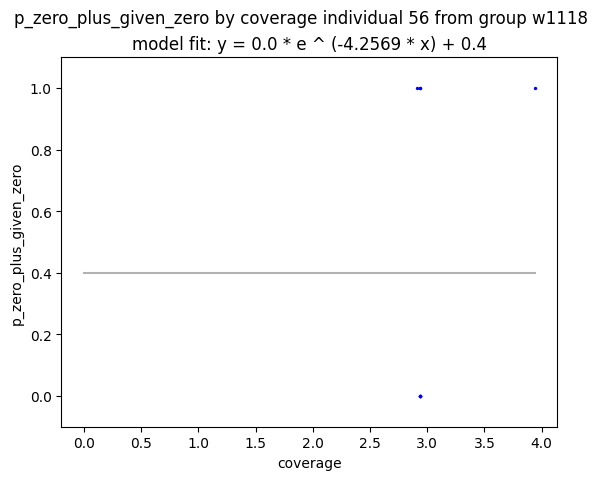 p_zero_plus_given_zero by coverage individual 56 from group w1118
model fit: y = 0.0 * e ^ (-4.2569 * x) + 0.4
1.0
0.8
0.6
0.4
0.2
0.0
p_zero_plus_given_zero
0.0 0.5 1.0 1.5 2.0 2.5 3.0 3.5 4.0
coverage